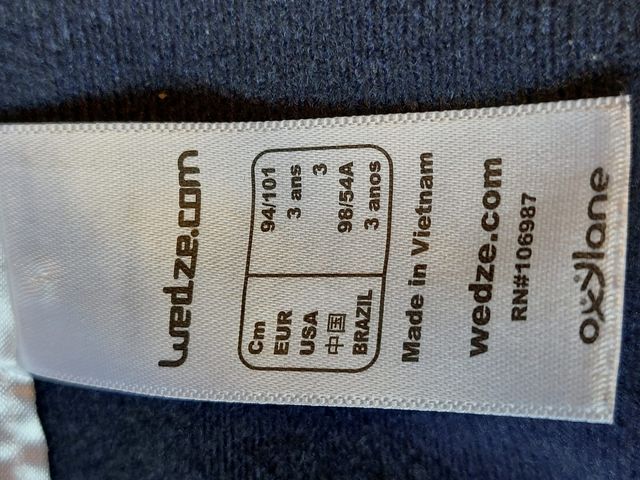 wedze.com
Cm 94/101
EUR 3 ans
USA 3
中国 98/54A
BRAZIL 3 anos
Made in Vietnam
wedze.com
RN#106987
oxylane